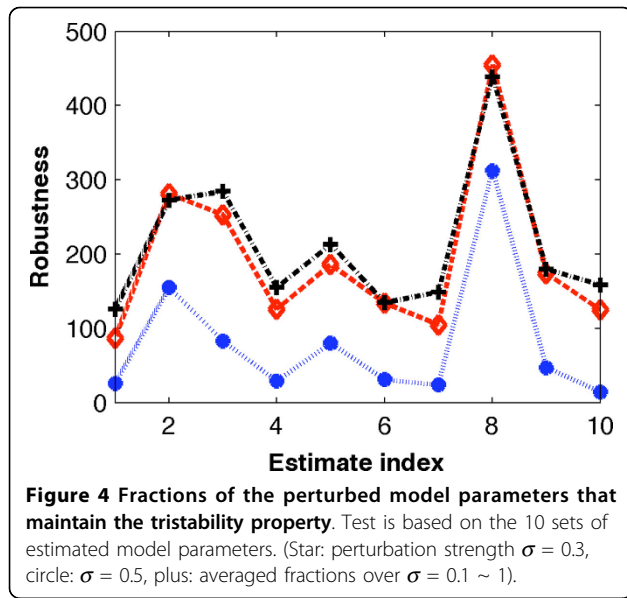 500
400
300
200
100
0
Robustness
2 4 6 8 10
Estimate index
Figure 4 Fractions of the perturbed model parameters that
maintain the tristability property. Test is based on the 10 sets of
estimated model parameters. (Star: perturbation strength σ = 0.3,
circle: σ = 0.5, plus: averaged fractions over σ = 0.1 ~ 1).